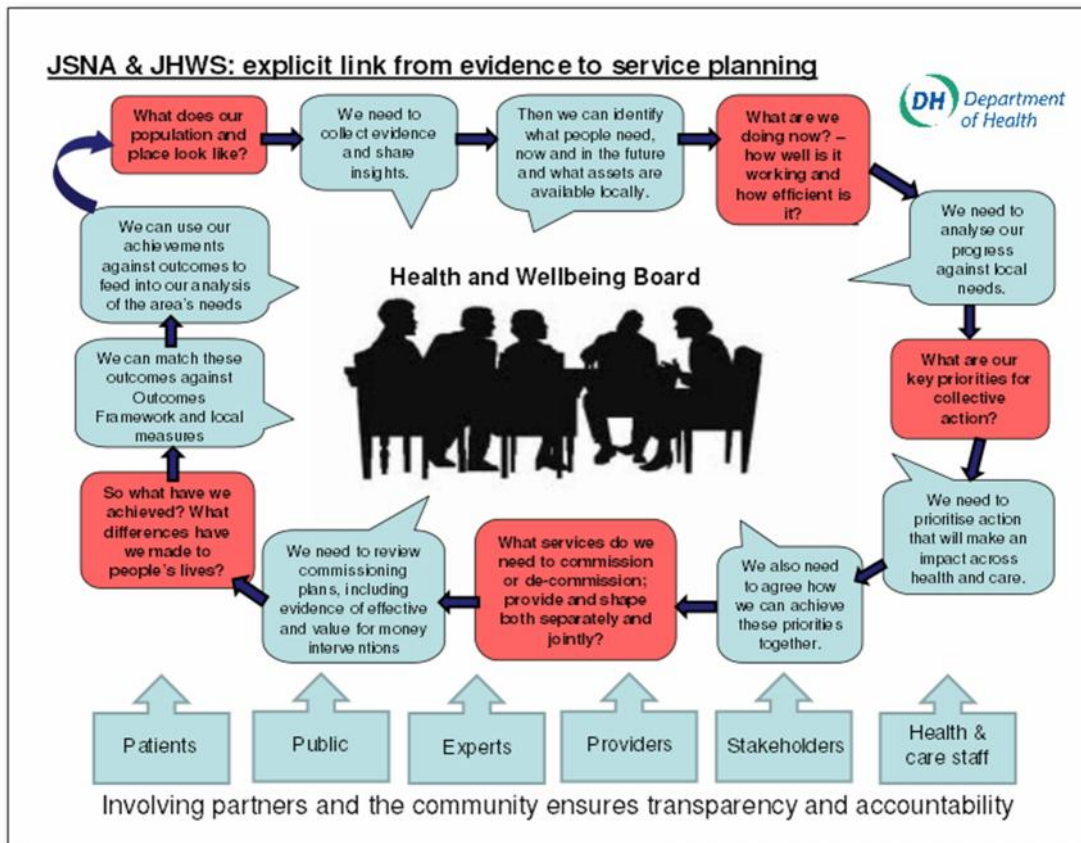 JSNA & JHWS: explicit link from evidence to service planning
DH Department
of Health
What does our
population and
place look like?
We need to
collect evidence
and share
insights.
Then we can identify
what people need,
now and in the future
and what assets are
available locally.
What are we
doing now? –
how well is it
working and
how efficient is
it?
We need to
analyse our
progress
against local
needs.
What are our
key priorities for
collective
action?
We need to
prioritise action
that will make an
impact across
health and care.
We also need
to agree how
we can achieve
these priorities
together.
What services do we
need to commission
or de-commission;
provide and shape
both separately and
jointly?
We need to review
commissioning
plans, including
evidence of effective
and value for money
interventions
So what have we
achieved? What
differences have
we made to
people's lives?
We can match these
outcomes against
Outcomes
Framework and local
measures
We can use our
achievements
against outcomes to
feed into our analysis
of the area's needs
Health and Wellbeing Board
Patients
Public
Experts
Providers
Stakeholders
Health &
care staff
Involving partners and the community ensures transparency and accountability